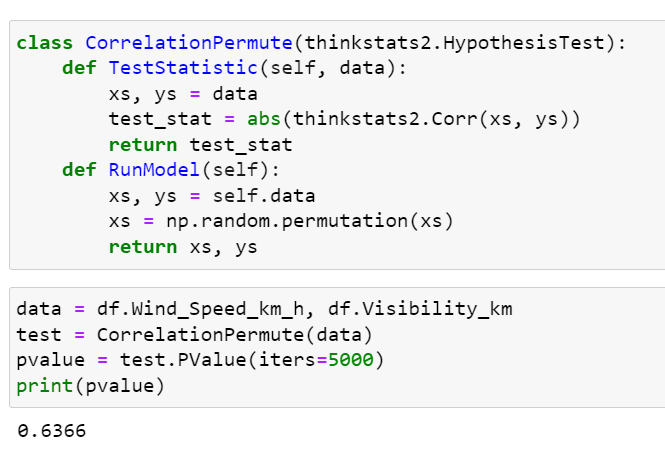 class CorrelationPermute(thinkstats2.HypothesisTest):
    def TestStatistic(self, data):
        xs, ys = data
        test_stat = abs(thinkstats2.Corr(xs, ys))
        return test_stat
    def RunModel(self):
        xs, ys = self.data
        xs = np.random.permutation(xs)
        return xs, ys
data = df.Wind_Speed_km_h, df.Visibility_km
test = CorrelationPermute(data)
pvalue = test.PValue(iters=5000)
print(pvalue)
0.6366